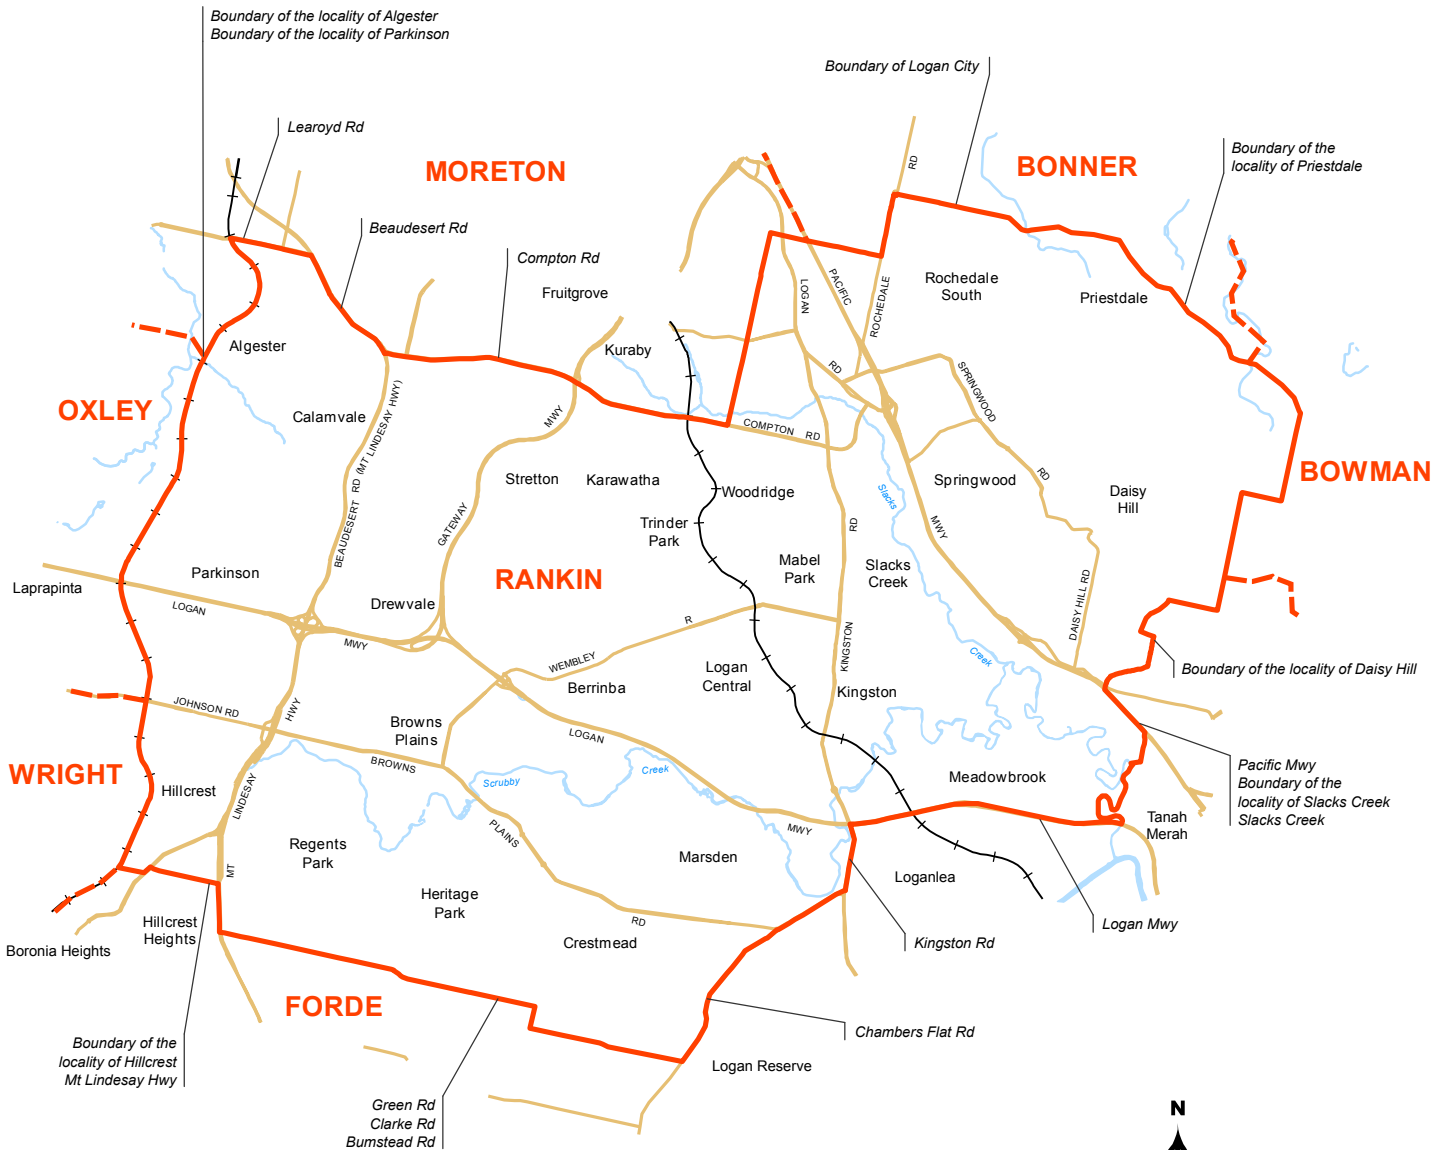 Boundary of the locality of Algester
Boundary of the locality of Parkinson
Boundary of Logan City
Learoyd Rd
MORETON
BONNER
Boundary of the
locality of Priestdale
RD
Beaudesert Rd
Compton Rd
Fruitgrove
PACIFIC
LOGAN
ROCHEDALE
Rochedale
South
Priestdale
Algester
Kuraby
RD
SPRINGWOOD
OXLEY
Calamvale
MWY
BEAUDESERT RD (MT LINDESAY HWY)
COMPTON RD
BOWMAN
Stretton
Karawatha
Woodridge
Slacks
Springwood
RD
Daisy
Hill
GATEWAY
Trinder
Park
RD
MWY
Mabel
Park
Slacks
Creek
Laprapinta
Parkinson
RANKIN
Drewvale
LOGAN
MWY
DAISY HILL RD
R
WEMBLEY
KINGSTON
Creek
Boundary of the locality of Daisy Hill
Logan
Central
Berrinba
Kingston
JOHNSON RD
HWY
Browns
Plains
LOGAN
BROWNS
WRIGHT
Hillcrest
LINDESAY
Scrubby
Creek
Meadowbrook
Pacific Mwy
Boundary of the
locality of Slacks Creek
Slacks Creek
Tanah
Merah
PLAINS
MWY
Regents
Park
MT
Marsden
Loganlea
Heritage
Park
RD
Crestmead
Hillcrest
Heights
Boronia Heights
Kingston Rd
Logan Mwy
FORDE
Chambers Flat Rd
Boundary of the
locality of Hillcrest
Mt Lindesay Hwy
Logan Reserve
Green Rd
Clarke Rd
Bumstead Rd
N